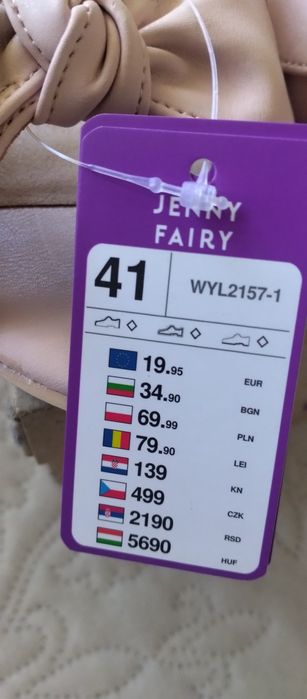 JENNY
FAIRY
41 WYL2157-1
19.95 EUR
34.90 BGN
69.99 PLN
79.90 LEI
139 KN
499 CZK
2190 RSD
5690 HUF